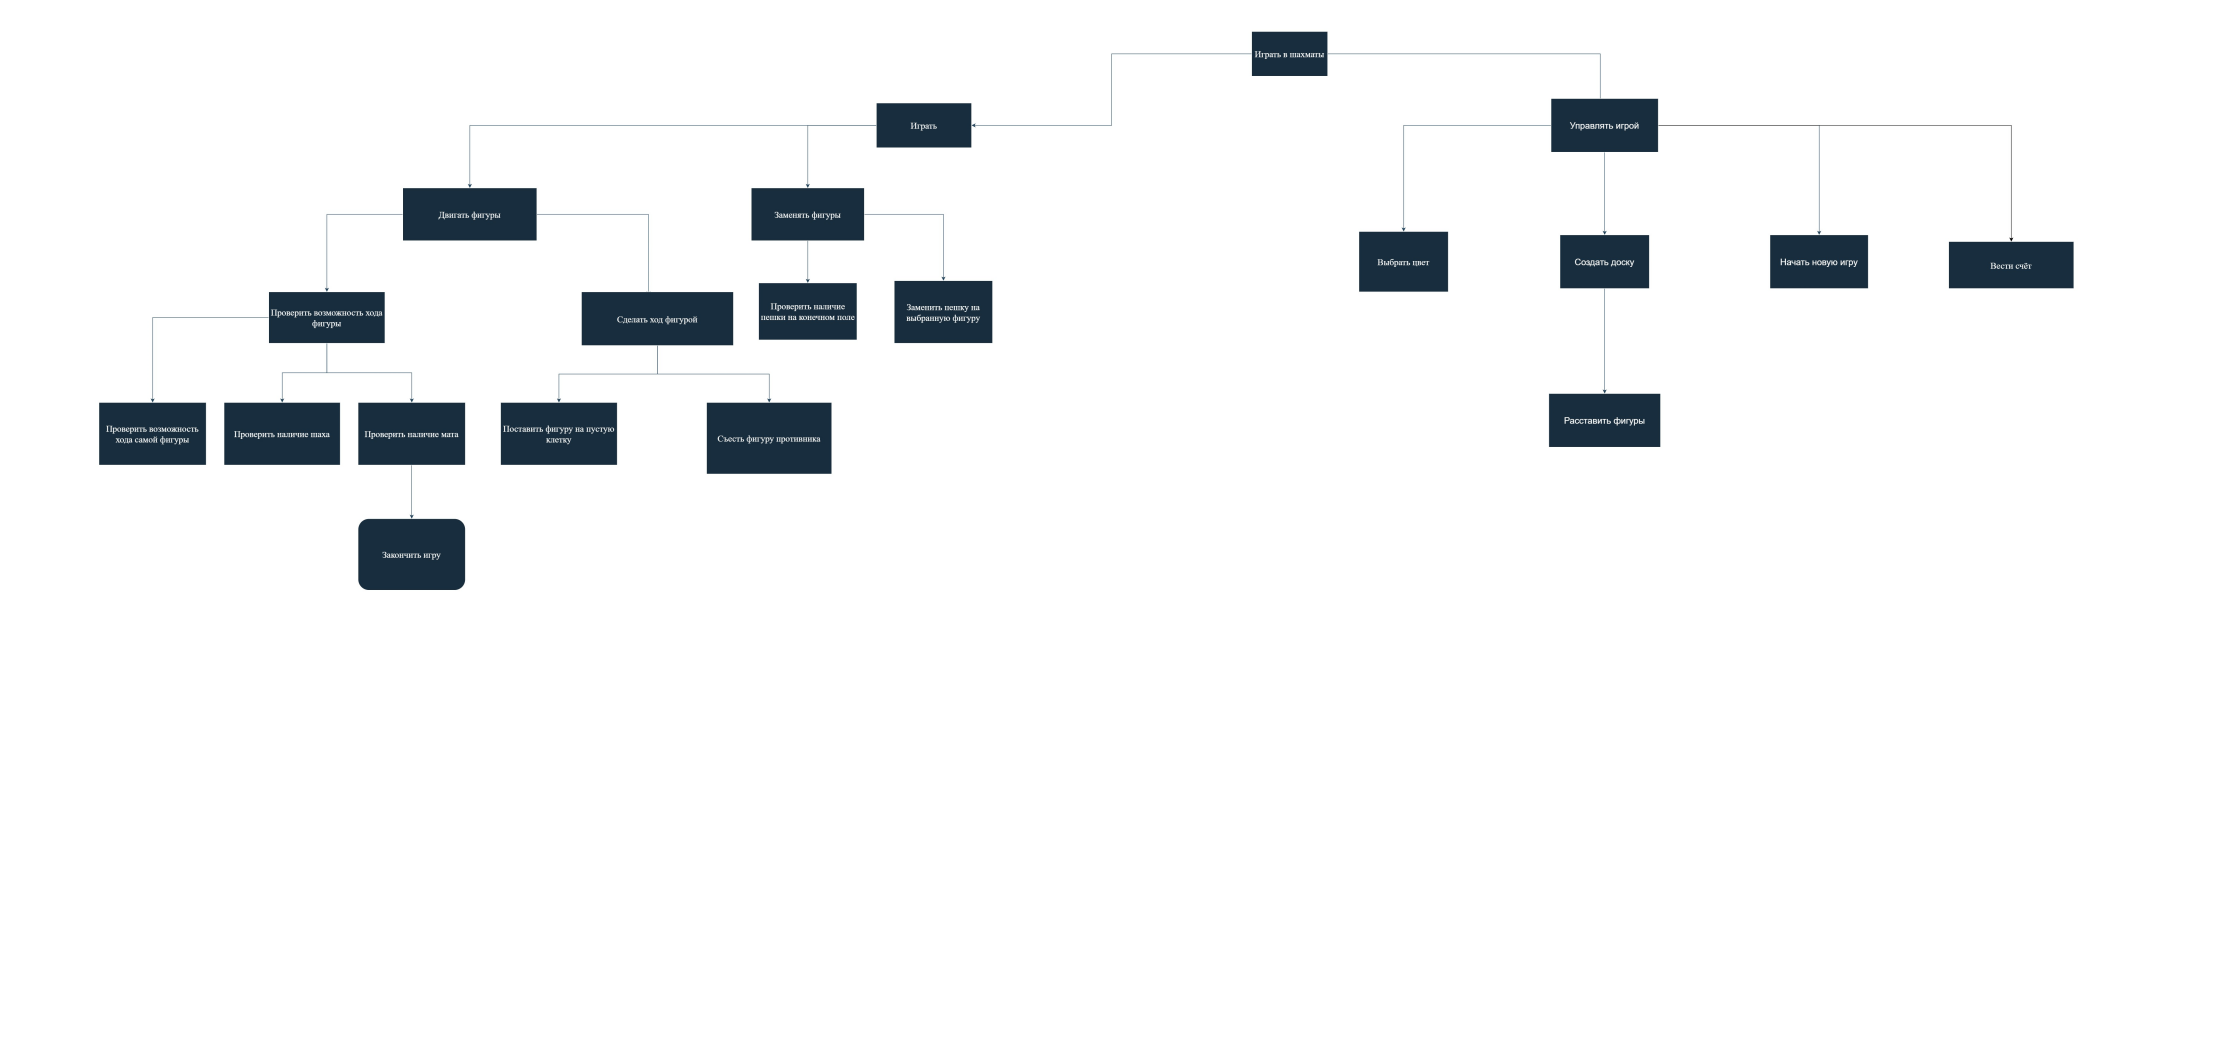 Играть в шахматы
Играть
Управлять игрой
Двигать фигуры
Заменять фигуры
Выбрать цвет
Создать доску
Начать новую игру
Вести счёт
Проверить возможность хода
фигуры
Сделать ход фигурой
Проверить наличие
пешки на конечном поле
Заменить пешку на
выбранную фигуру
Проверить возможность
хода самой фигуры
Проверить наличие шаха
Проверить наличие мата
Поставить фигуру на пустую
клетку
Съесть фигуру противника
Расставить фигуры
Закончить игру